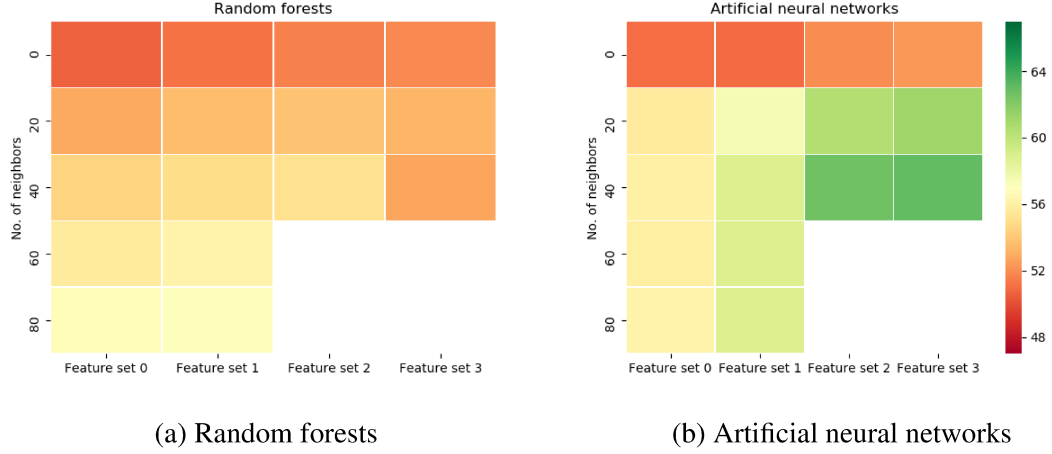 Random forests
No. of neighbors
0
20
40
60
80
Feature set 0 Feature set 1 Feature set 2 Feature set 3
(a) Random forests
Artificial neural networks
No. of neighbors
0
20
40
60
80
Feature set 0 Feature set 1 Feature set 2 Feature set 3
64
60
56
52
48
(b) Artificial neural networks